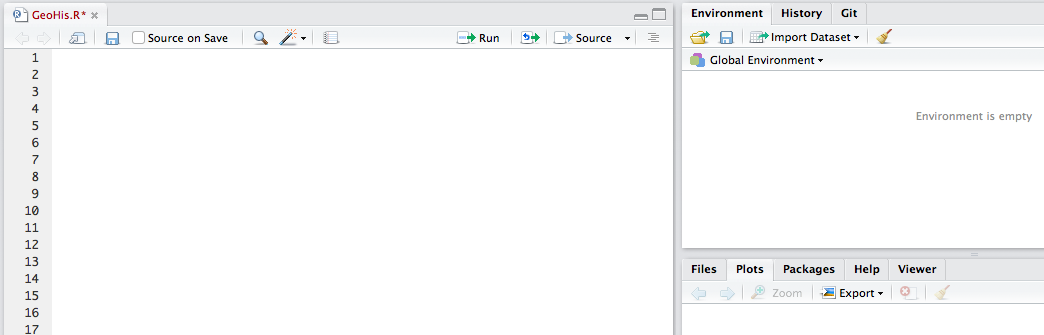 GeoHis.R*
Source on Save
Run
Source
1
2
3
4
5
6
7
8
9
10
11
12
13
14
15
16
17
Environment History Git
Import Dataset
Global Environment
Environment is empty
Files Plots Packages Help Viewer
Zoom Export